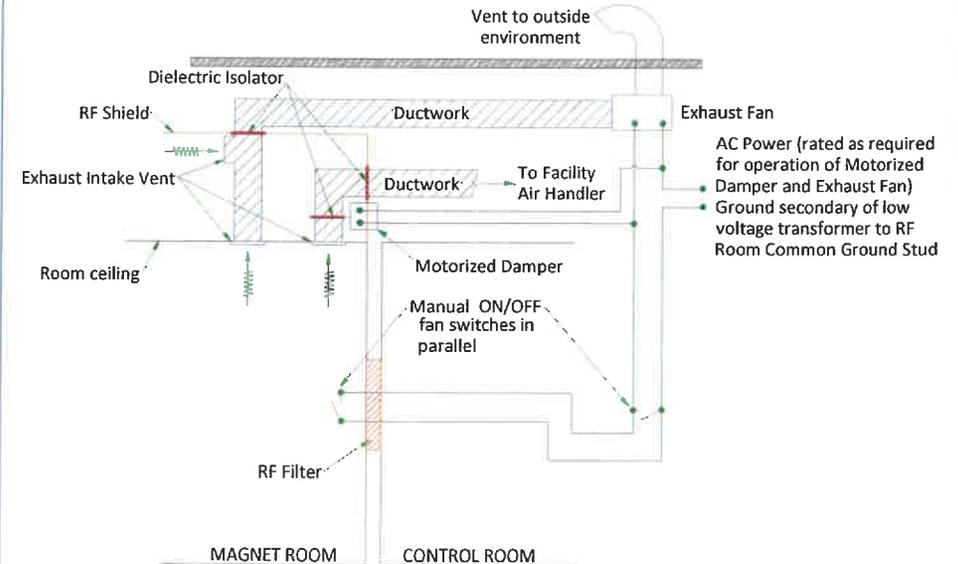 Vent to outside
environment
Dielectric Isolator
RF Shield
Ductwork
Exhaust Fan
AC Power (rated as required
for operation of Motorized
Damper and Exhaust Fan)
Ground secondary of low
voltage transformer to RF
Room Common Ground Stud
Exhaust Intake Vent
Ductwork
To Facility
Air Handler
Room ceiling
Motorized Damper
Manual ON/OFF
fan switches in
parallel
RF Filter
MAGNET ROOM
CONTROL ROOM